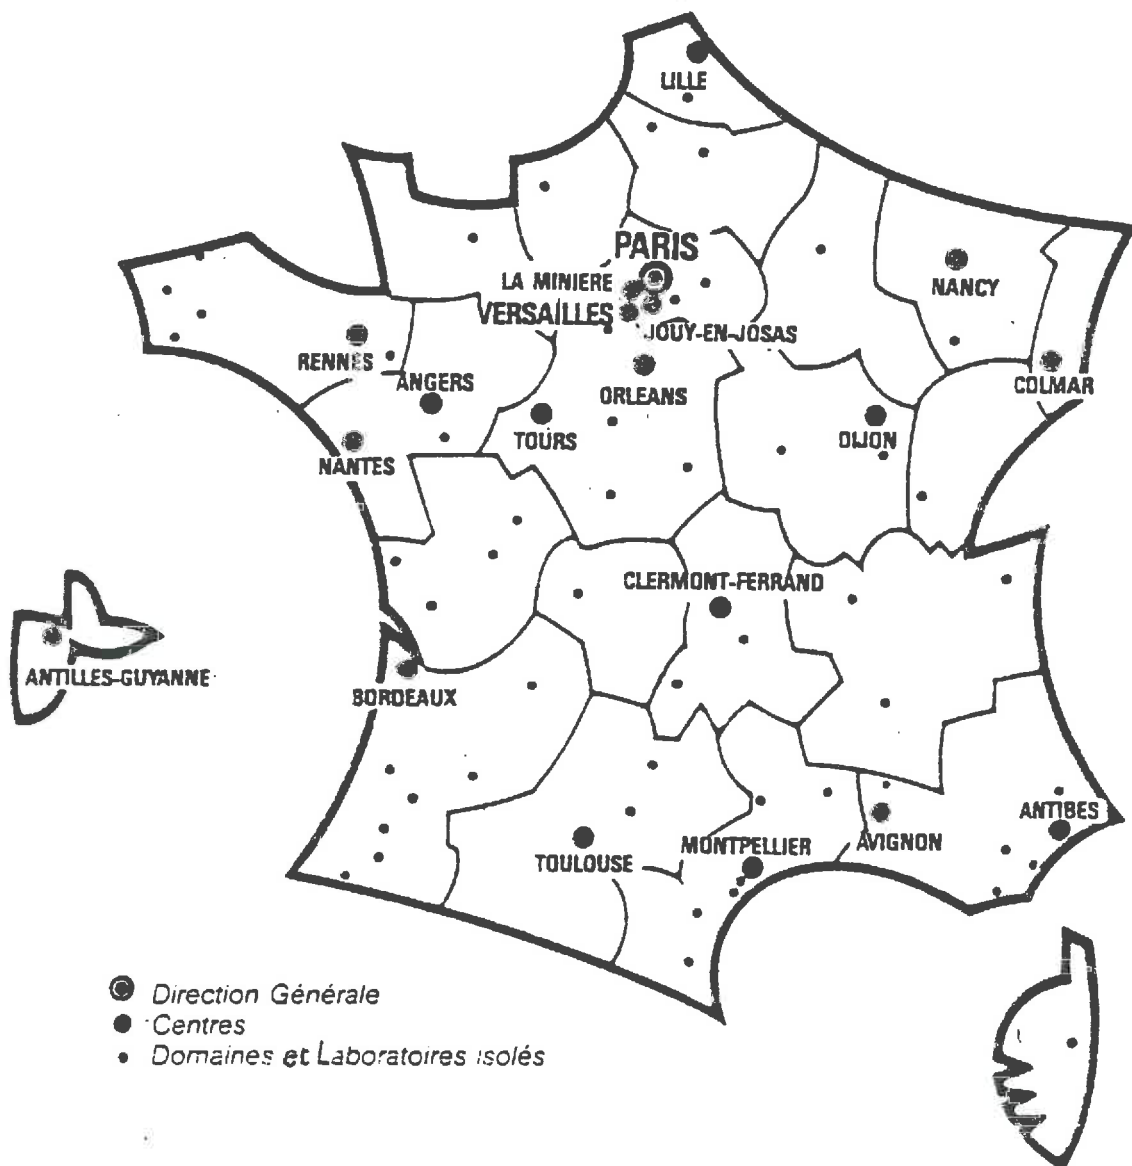 LILLE
PARIS
LA MINIERE
NANCY
VERSAILLES
JOUY-EN-JOSAS
RENNES
ANGERS
COLMAR
ORLEANS
TOURS
DIJON
NANTES
CLERMONT-FERRAND
ANTILLES-GUYANNE
BORDEAUX
ANTIBES
MONTPELLIER
AVIGNON
TOULOUSE
Direction Générale
Centres
Domaines et Laboratoires isolés